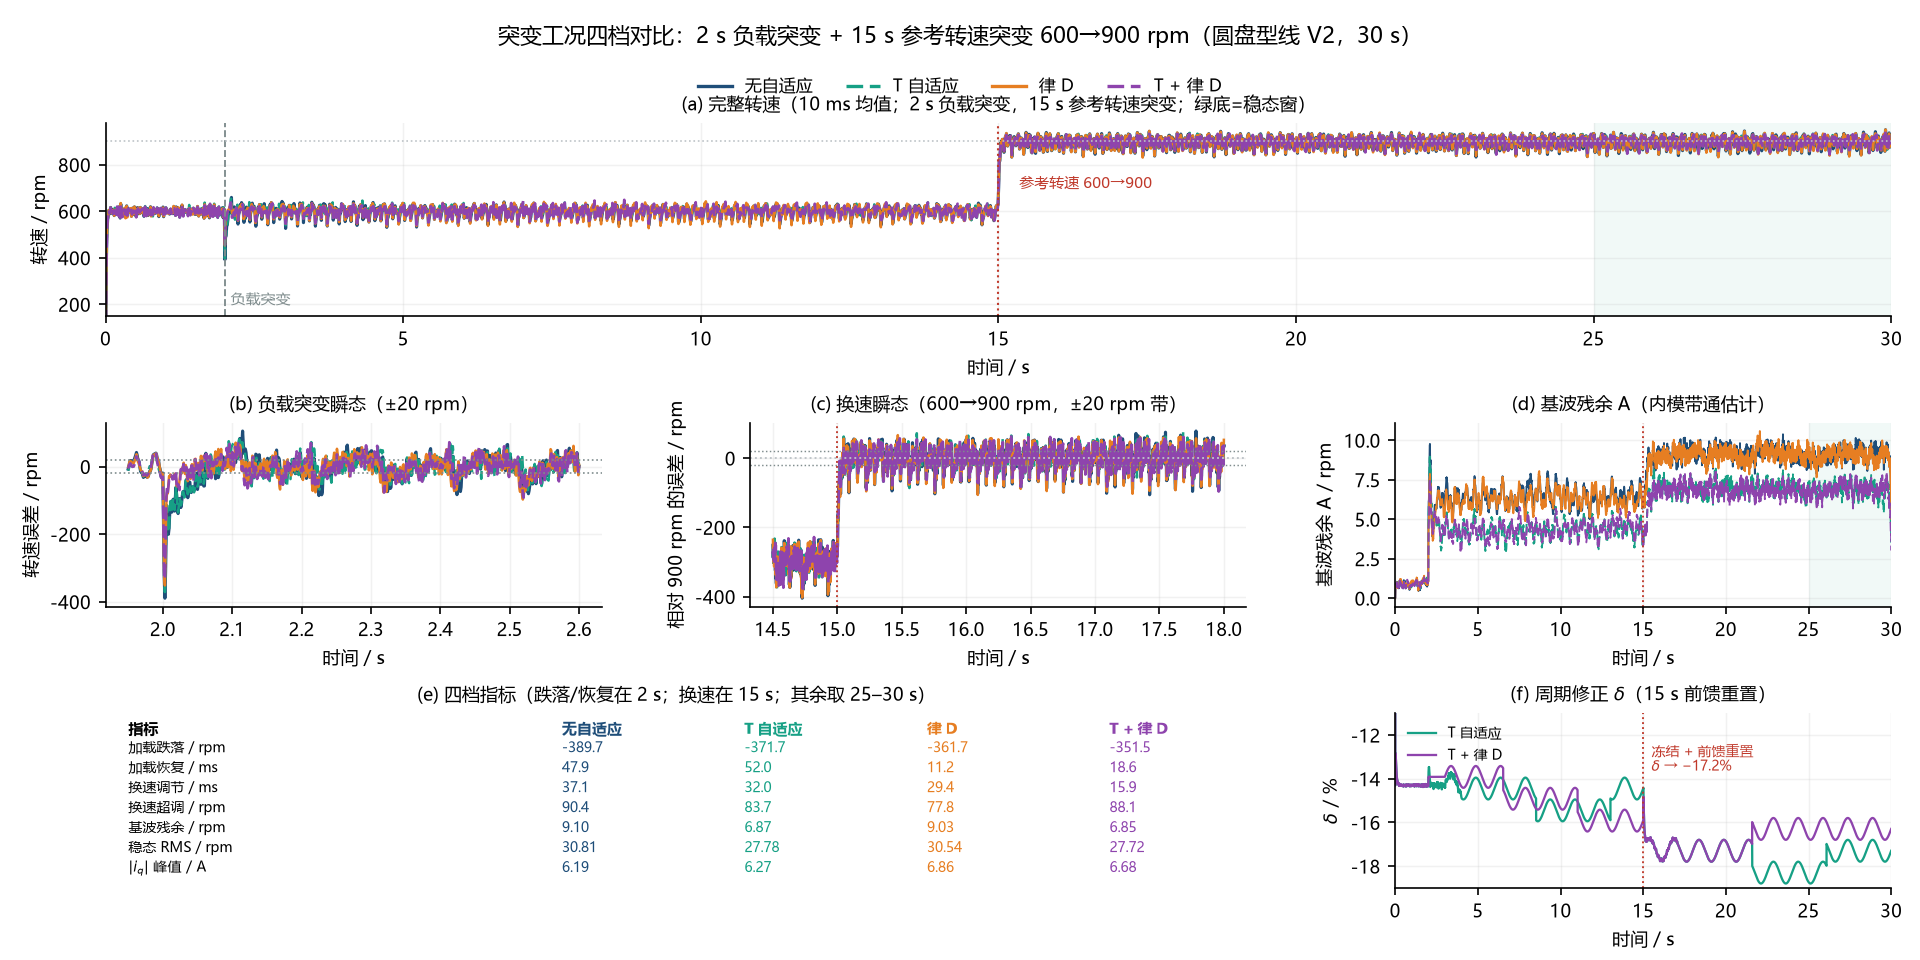 突变工况四档对比：2 s 负载突变 + 15 s 参考转速突变 600→900 rpm（圆盘型线 V2，30 s）
无自适应 T 自适应 律 D T + 律 D
(a) 完整转速（10 ms 均值；2 s 负载突变，15 s 参考转速突变；绿底=稳态窗）
转速 / rpm
800
600
400
200
参考转速 600→900
负载突变
0 5 10 15 20 25 30
时间 / s
(b) 负载突变瞬态（±20 rpm）
转速误差 / rpm
0
-200
-400
2.0 2.1 2.2 2.3 2.4 2.5 2.6
时间 / s
(c) 换速瞬态（600→900 rpm，±20 rpm 带）
相对 900 rpm 的误差 / rpm
0
-200
-400
14.5 15.0 15.5 16.0 16.5 17.0 17.5 18.0
时间 / s
(d) 基波残余 A（内模带通估计）
基波残余 A / rpm
10.0
7.5
5.0
2.5
0.0
0 5 10 15 20 25 30
时间 / s
(e) 四档指标（跌落/恢复在 2 s；换速在 15 s；其余取 25–30 s）
指标 无自适应 T 自适应 律 D T + 律 D
加载跌落 / rpm -389.7 -371.7 -361.7 -351.5
加载恢复 / ms 47.9 52.0 11.2 18.6
换速调节 / ms 37.1 32.0 29.4 15.9
换速超调 / rpm 90.4 83.7 77.8 88.1
基波残余 / rpm 9.10 6.87 9.03 6.85
稳态 RMS / rpm 30.81 27.78 30.54 27.72
|iq| 峰值 / A 6.19 6.27 6.86 6.68
(f) 周期修正 δ（15 s 前馈重置）
δ / %
-12
-14
-16
-18
T 自适应
T + 律 D
冻结 + 前馈重置
δ → −17.2%
0 5 10 15 20 25 30
时间 / s